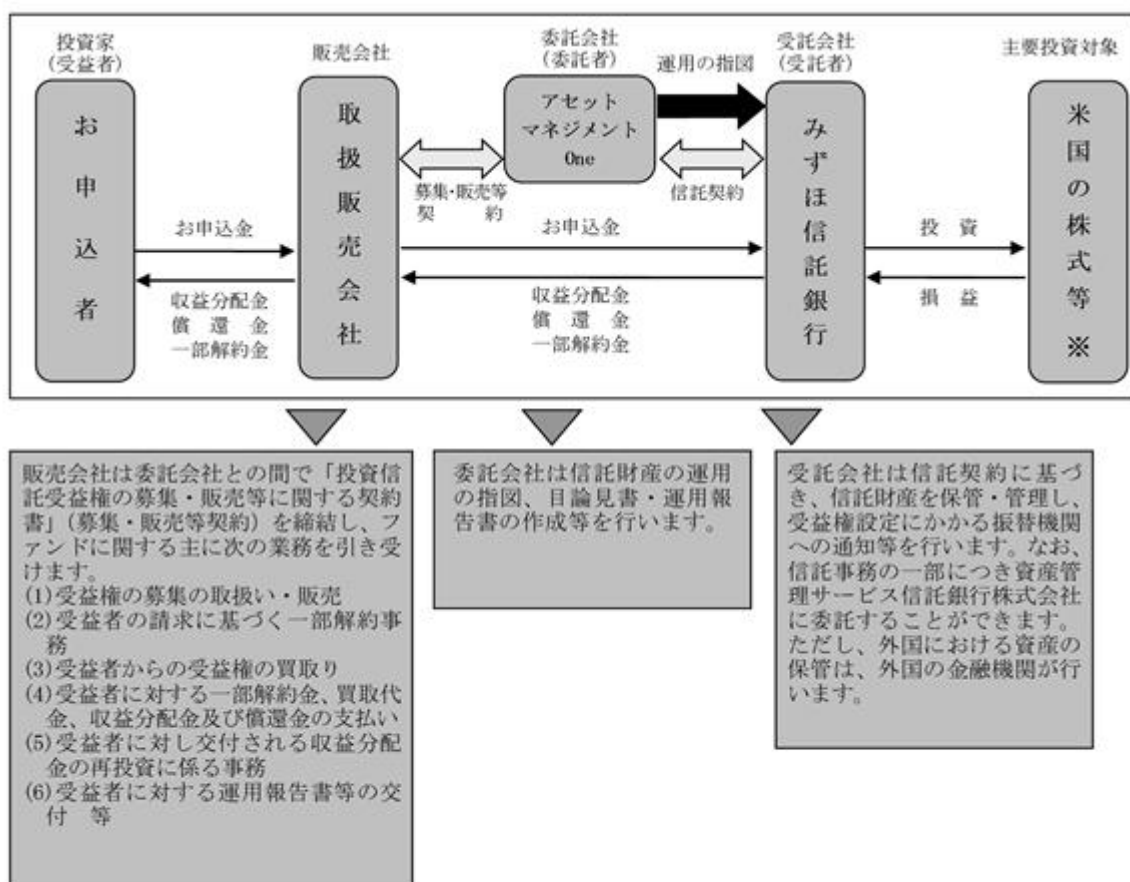 投資家
(受益者)
お申込者
お申込金
収益分配金
償還金
一部解約金
販売会社
取扱販売会社
募集・販売等
契約
委託会社
(委託者)
アセット
マネジメント
One
運用の指図
信託契約
お申込金
収益分配金
償還金
一部解約金
受託会社
(受託者)
みずほ信託銀行
投資
損益
主要投資対象
米国の株式等※
販売会社は委託会社との間で「投資信
託受益権の募集・販売等に関する契約
書」(募集・販売等契約)を締結し、フ
ァンドに関する主に次の業務を引き受
けます。
(1)受益権の募集の取扱い・販売
(2)受益者の請求に基づく一部解約事
務
(3)受益者からの受益権の買取り
(4)受益者に対する一部解約金、買取代
金、収益分配金及び償還金の支払い
(5)受益者に対し交付される収益分配
金の再投資に係る事務
(6)受益者に対する運用報告書等の交
付 等
委託会社は信託財産の運用
の指図、目論見書・運用報
告書の作成等を行います。
受託会社は信託契約に基づ
き、信託財産を保管・管理し、
受益権設定にかかる振替機関
への通知等を行います。なお、
信託事務の一部につき資産管
理サービス信託銀行株式会社
に委託することができます。
ただし、外国における資産の
保管は、外国の金融機関が行
います。